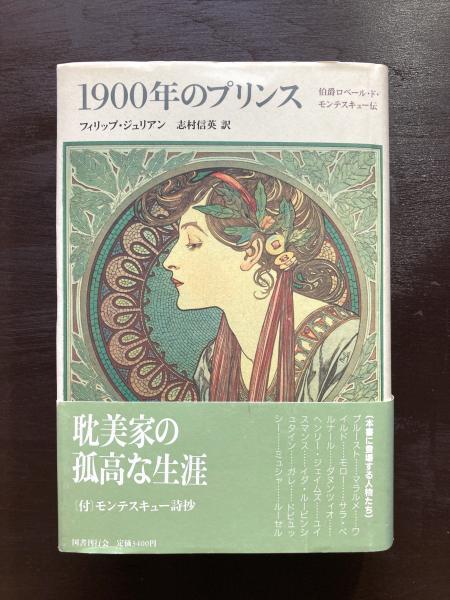 1900年のプリンス
伯爵ロベール・ド・
モンテスキュー伝
フィリップ・ジュリアン 志村信英 訳
耽美家の
孤高な生涯
〔付〕モンテスキュー詩抄
国書刊行会 定価3400円
(本書に登場する人物たち)
プルースト……マラルメ……ワ
イルド……モロー……サラ・ベ
ルナール……ダヌンツィオ……
ヘンリー・ジェイムズ……ユイ
スマンス……イダ・ルービンシ
ュタイン……ガレ……ドビュッ
シー……ミュシャ……ルーセル